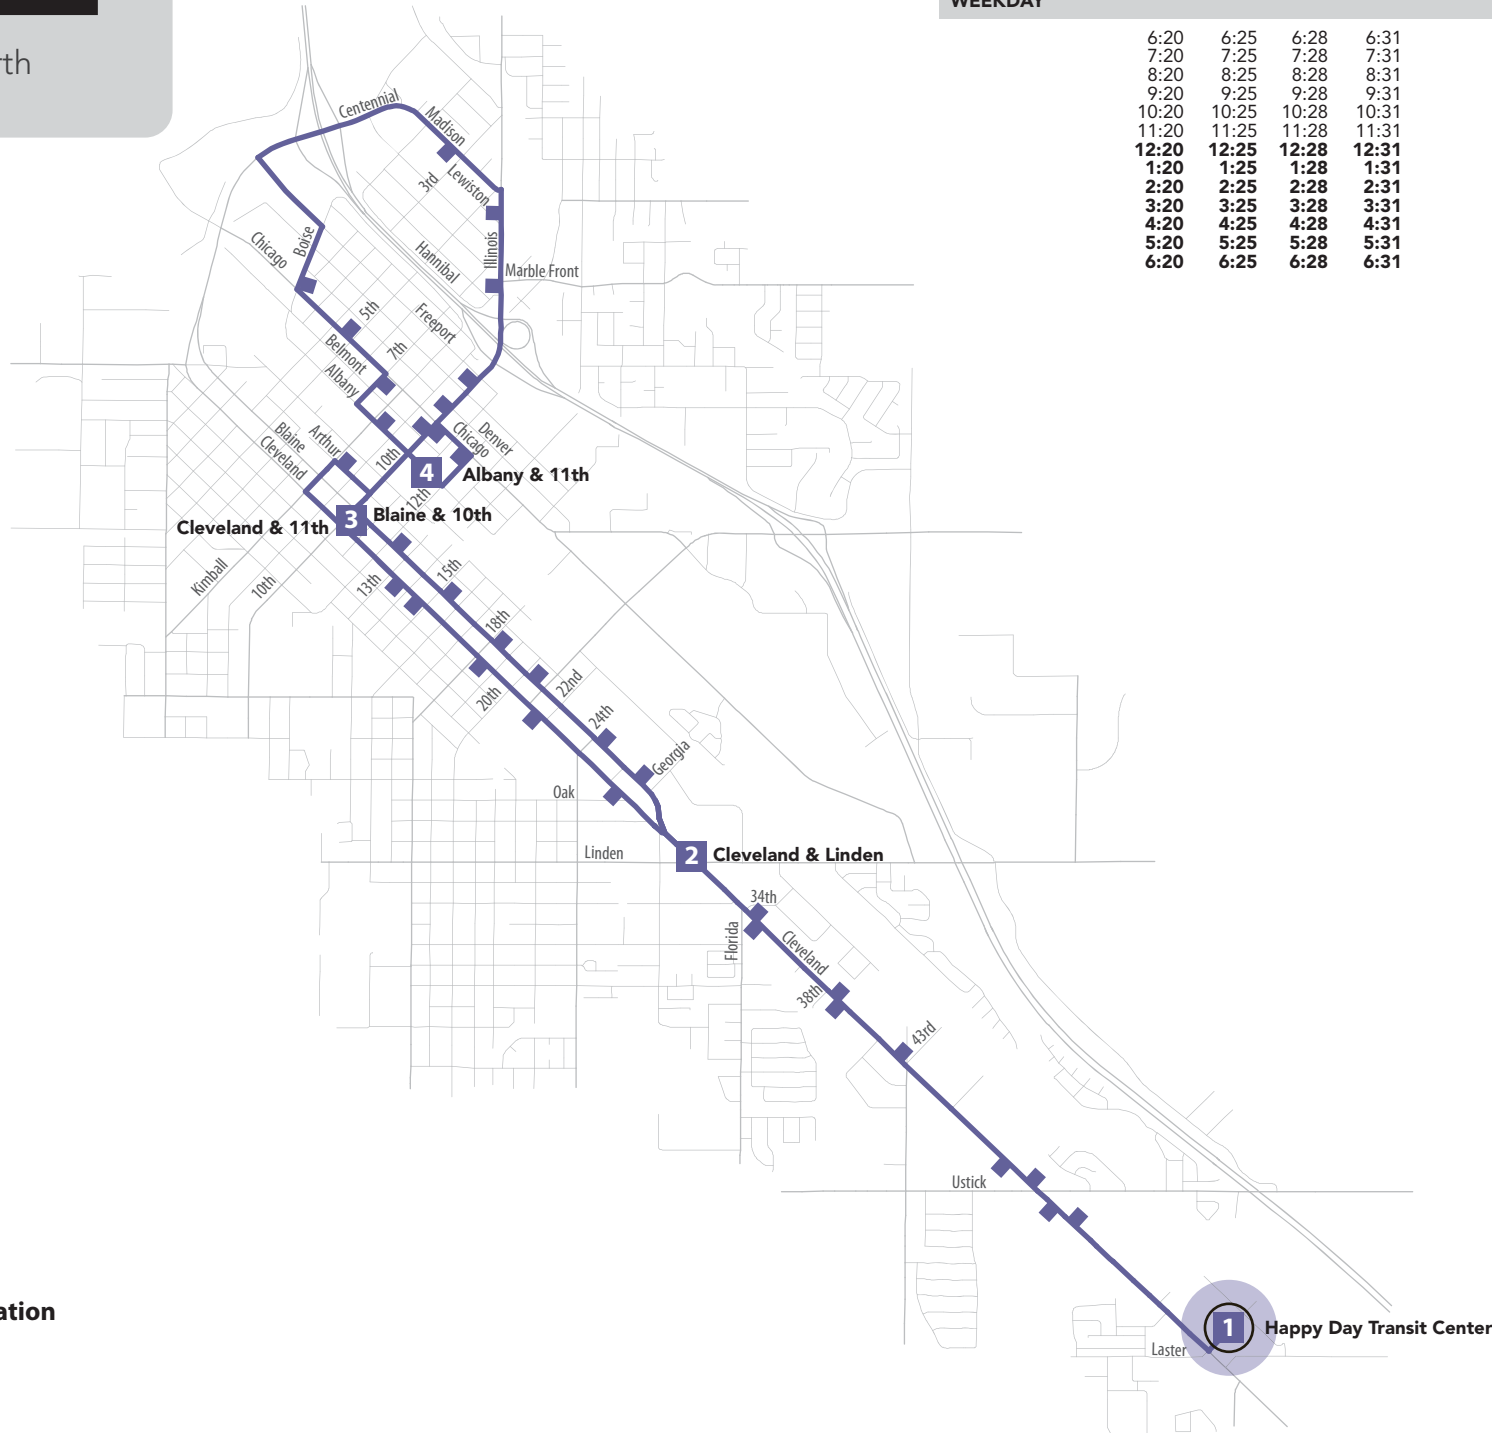 WEEKDAY
6:20 6:25 6:28 6:31
7:20 7:25 7:28 7:31
8:20 8:25 8:28 8:31
9:20 9:25 9:28 9:31
10:20 10:25 10:28 10:31
11:20 11:25 11:28 11:31
12:20 12:25 12:28 12:31
1:20 1:25 1:28 1:31
2:20 2:25 2:28 2:31
3:20 3:25 3:28 3:31
4:20 4:25 4:28 4:31
5:20 5:25 5:28 5:31
6:20 6:25 6:28 6:31
rth
Centennial
Madison
3rd
Lewiston
Chicago
Boise
Hannibal
Illinois
Marble Front
5th
Freeport
Belmont
7th
Albany
Blaine
Arthur
Cleveland
10th
Chicago
Denver
4
Albany & 11th
12th
Cleveland & 11th
3
Blaine & 10th
Kimball
10th
13th
15th
18th
20th
22nd
24th
Georgia
Oak
Linden
2
Cleveland & Linden
34th
Florida
Cleveland
38th
43rd
Ustick
ation
1
Happy Day Transit Center
Laster